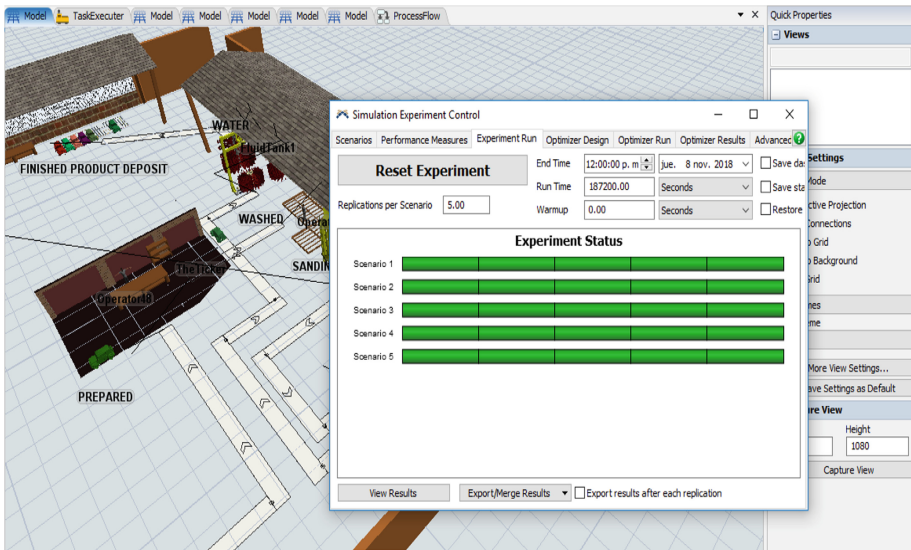 Model TaskExecuter Model Model Model Model ProcessFlow
Quick Properties
Views
WATER
FluidTank1
FINISHED PRODUCT DEPOSIT
WASHED
SANDIN
TheTicker
Operator48
PREPARED
Simulation Experiment Control
Scenarios Performance Measures Experiment Run Optimizer Design Optimizer Run Optimizer Results Advanced
Reset Experiment
End Time 12:00:00 p. m jue. 8 nov. 2018 Save
Run Time 187200.00 Seconds Save
Replications per Scenario 5.00
Warmup 0.00 Seconds Restore
Experiment Status
Scenario 1
Scenario 2
Scenario 3
Scenario 4
Scenario 5
View Results Export/Merge Results Export results after each replication
Settings
Mode
ctive Projection
Connections
o Grid
o Background
Grid
More View Settings...
ave Settings as Default
ure View
Height
1080
Capture View